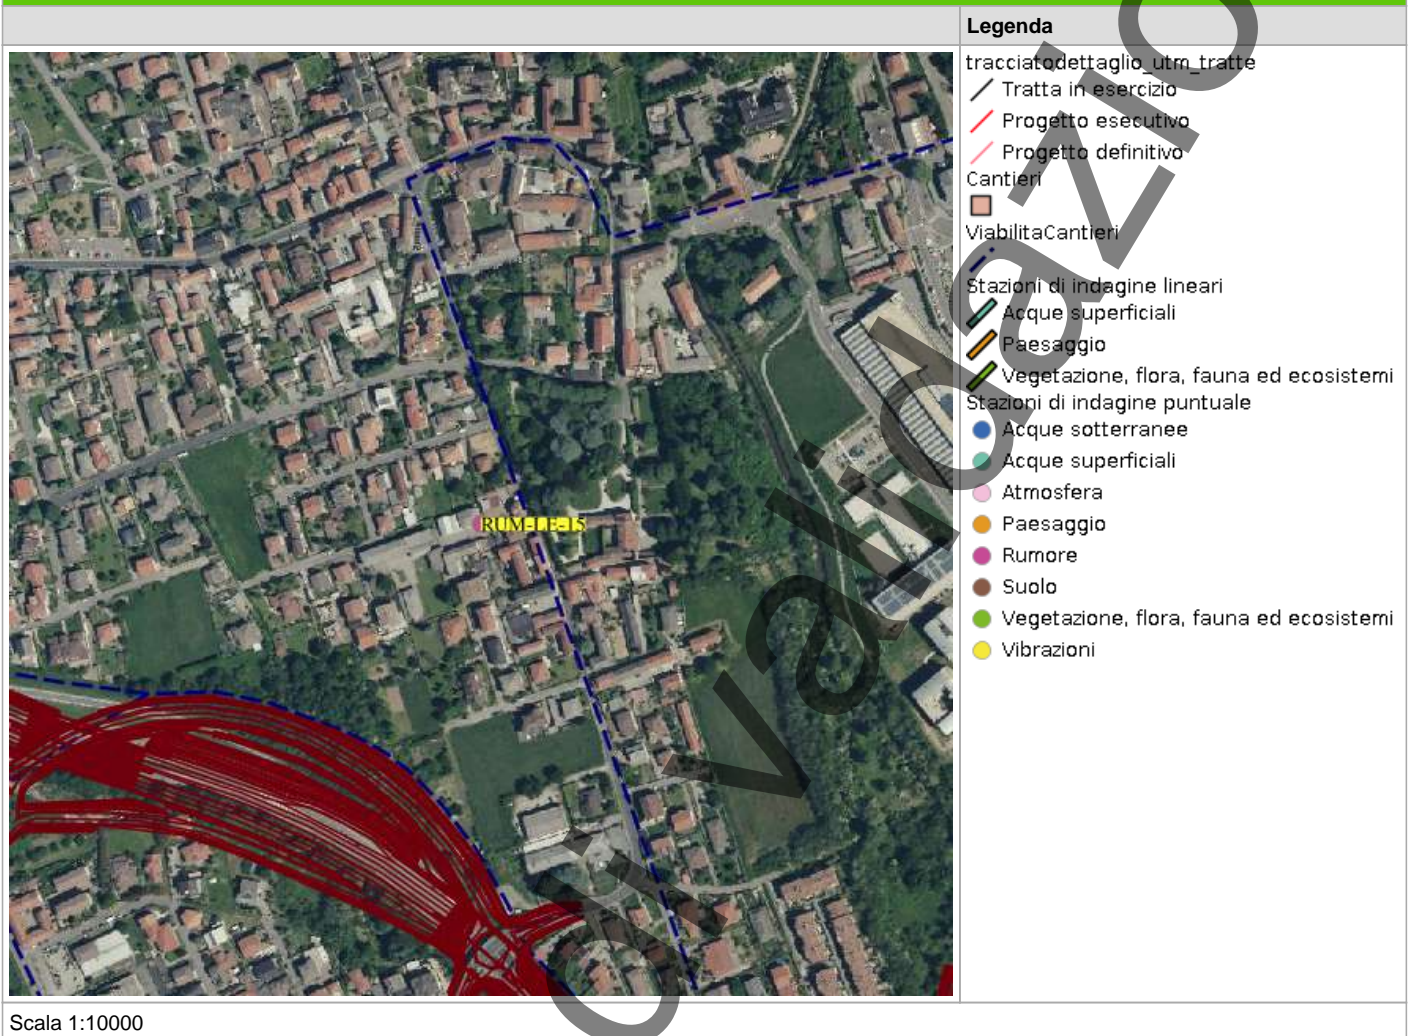 Legenda
tracciatodettaglio_utm_tratte
Tratta in esercizio
Progetto esecutivo
Progetto definitivo
Cantieri
ViabilitaCantieri
Stazioni di indagine lineari
Acque superficiali
Paesaggio
Vegetazione, flora, fauna ed ecosistemi
Stazioni di indagine puntuale
Acque sotterranee
Acque superficiali
Atmosfera
Paesaggio
Rumore
Suolo
Vegetazione, flora, fauna ed ecosistemi
Vibrazioni
RUM-LE-15
di validazio
Scala 1:10000